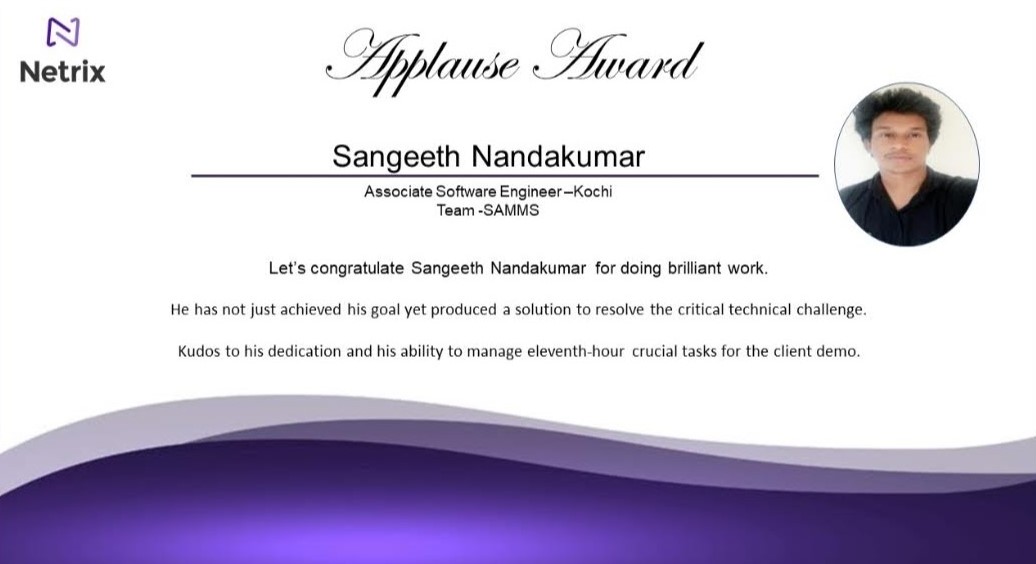 Netrix
Applause Award
Sangeeth Nandakumar
Associate Software Engineer–Kochi
Team -SAMMS
Let's congratulate Sangeeth Nandakumar for doing brilliant work.
He has not just achieved his goal yet produced a solution to resolve the critical technical challenge.
Kudos to his dedication and his ability to manage eleventh-hour crucial tasks for the client demo.